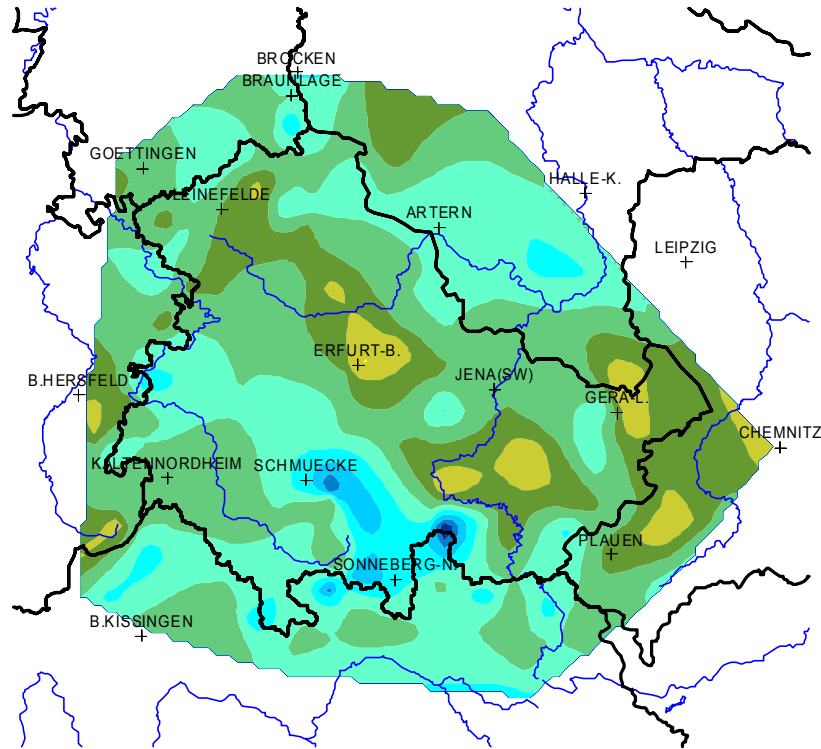 BROCKEN
BRAUNLAGE
GOETTINGEN
HALLE-K.
LEINEFELDE
ARTERN
LEIPZIG
ERFURT-B.
JENA(SW)
B.HERSFELD
GERA-L.
CHEMNITZ
KALTENNORDHEIM
SCHMUECKE
PLAUEN
SONNEBERG-N.
B.KISSINGEN